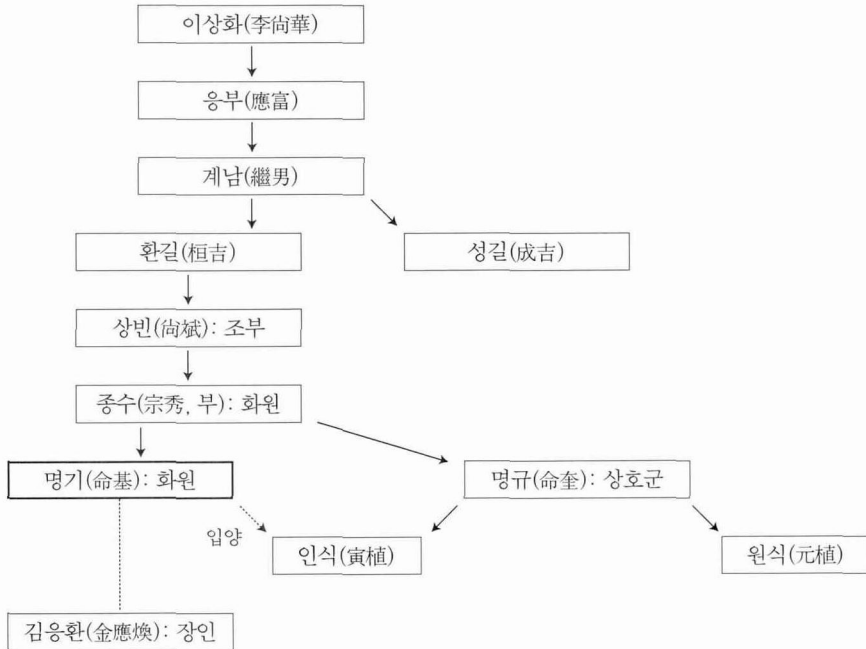 이상화(李尙華)
응부(應富)
계남(繼男)
환길(桓吉)
성길(成吉)
상빈(尙斌): 조부
종수(宗秀, 부): 화원
명기(命基): 화원
명규(命奎): 상호군
입양
인식(寅植)
원식(元植)
김응환(金應煥): 장인